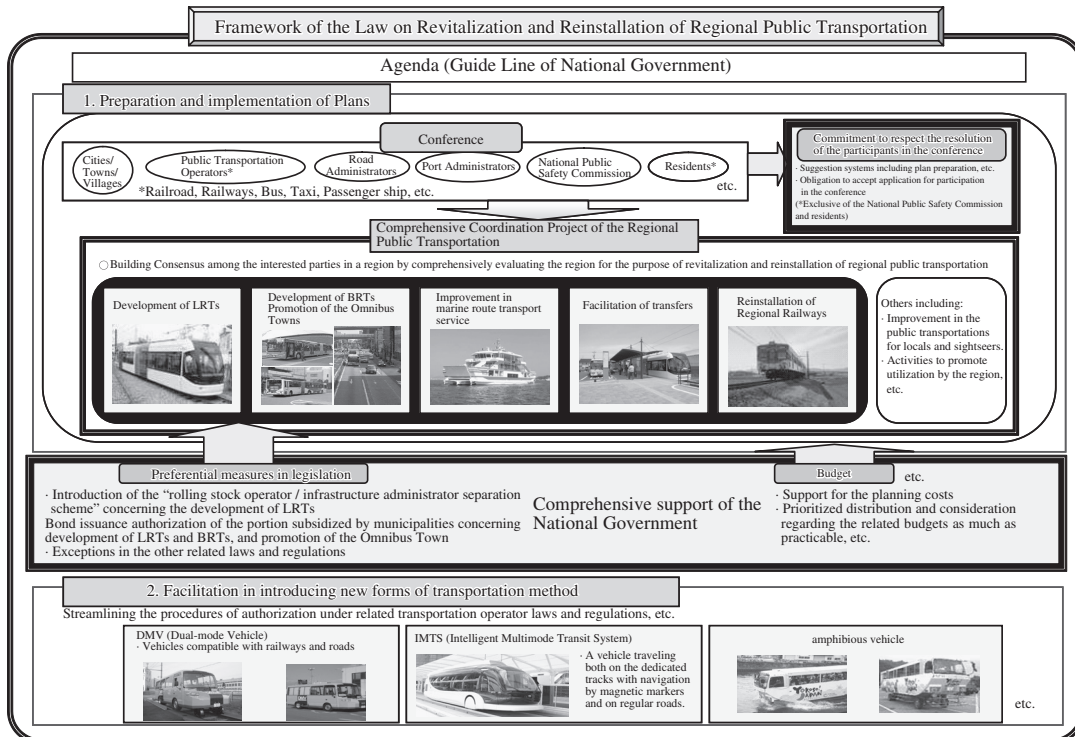 Framework of the Law on Revitalization and Reinstallation of Regional Public Transportation
Agenda (Guide Line of National Government)
1. Preparation and implementation of Plans
Conference
Cities/
Towns/
Villages
Public Transportation
Operators*
Road
Administrators
Port Administrators
National Public
Safety Commission
Residents*
*Railroad, Railways, Bus, Taxi, Passenger ship, etc.
etc.
Commitment to respect the resolution
of the participants in the conference
· Suggestion systems including plan preparation, etc.
· Obligation to accept application for participation
in the conference
(*Exclusive of the National Public Safety Commission
and residents)
Comprehensive Coordination Project of the Regional
Public Transportation
○Building Consensus among the interested parties in a region by comprehensively evaluating the region for the purpose of revitalization and reinstallation of regional public transportation
Development of LRTs
Development of BRTs
Promotion of the Omnibus
Towns
Improvement in
marine route transport
service
Facilitation of transfers
Reinstallation of
Regional Railways
Others including:
· Improvement in the
public transportations
for locals and sightseers.
· Activities to promote
utilization by the region,
etc.
Preferential measures in legislation
· Introduction of the “rolling stock operator / infrastructure administrator separation
scheme” concerning the development of LRTs
Bond issuance authorization of the portion subsidized by municipalities concerning
development of LRTs and BRTs, and promotion of the Omnibus Town
· Exceptions in the other related laws and regulations
Comprehensive support of the
National Government
Budget
etc.
· Support for the planning costs
· Prioritized distribution and consideration
regarding the related budgets as much as
practicable, etc.
2. Facilitation in introducing new forms of transportation method
Streamlining the procedures of authorization under related transportation operator laws and regulations, etc.
DMV (Dual-mode Vehicle)
· Vehicles compatible with railways and roads
IMTS (Intelligent Multimode Transit System)
· A vehicle traveling
both on the dedicated
tracks with navigation
by magnetic markers
and on regular roads.
amphibious vehicle
etc.